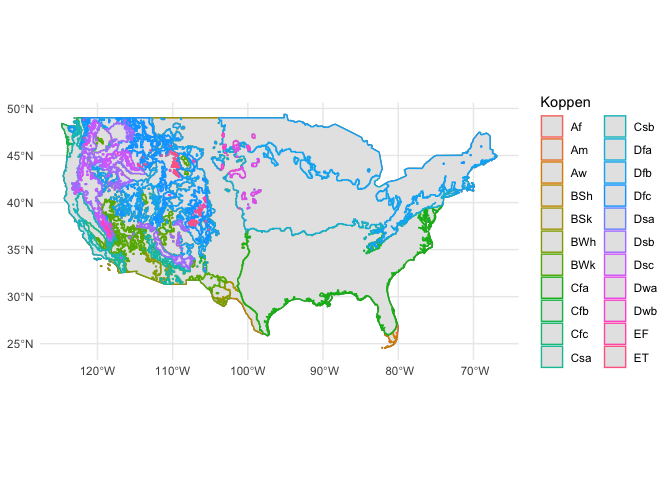 Koppen
Af
Am
Aw
BSh
BSk
BWh
BWk
Cfa
Cfb
Cfc
Csa
Csb
Dfa
Dfb
Dfc
Dsa
Dsb
Dsc
Dwa
Dwb
EF
ET
50°N
45°N
40°N
35°N
30°N
25°N
120°W
110°W
100°W
90°W
80°W
70°W